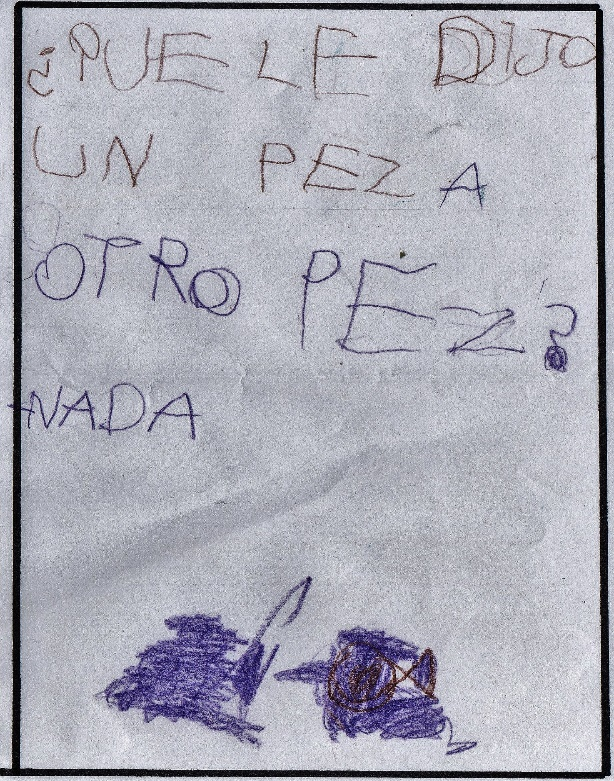 ¿PUE LE DIJO
UN PEZ A
OTRO PEZ?
NADA